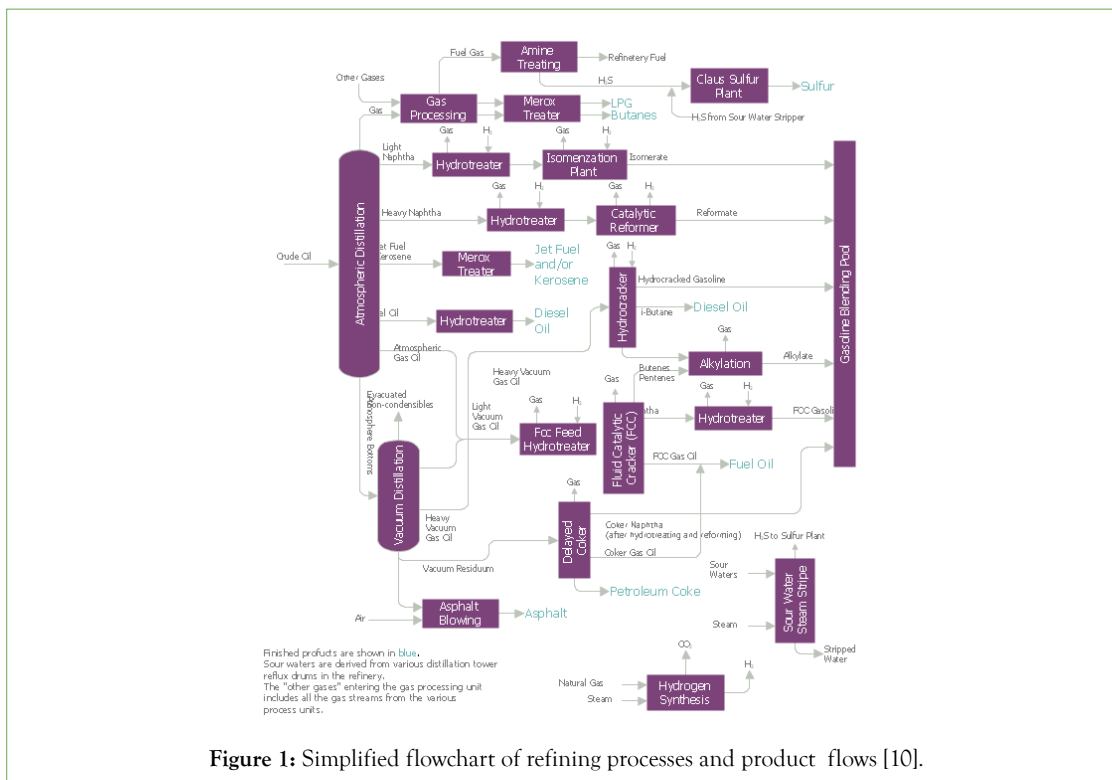 Fuel Gas
Amine
Treating
Refinetery Fuel
Other Gases
H₂S
Claus Sulfur
Plant
Sulfur
Gas
Processing
Merox
Treater
LPG
Butanes
Gas
H₂S from Sour Water Stripper
Light
Naphtha
Gas
H₂
Hydrotreater
Gas
H₂
Isomenzation
Plant
Isomerate
Heavy Naphtha
Gas
H₂
Hydrotreater
Gas
H₂
Catalytic
Reformer
Reformate
Crude Oil
Atmospheric Distillation
Jet Fuel
Kerosene
Merox
Treater
Jet Fuel
and/or
Kerosene
Gas
H₂
Hydrocracker
Hydrocracked Gasoline
i-Butane
Diesel Oil
Gasoline Blending Pool
el Oil
Hydrotreater
Diesel
Oil
Atmospheric
Gas Oil
Gas
Alkylation
Alkylate
Butenes
Pentenes
Heavy Vacuum
Gas Oil
Evacuated
Non-condensibles
Atmosphere Bottoms
Light
Vacuum
Gas Oil
Gas
H₂
Fcc Feed
Hydrotreater
Gas
Fluid Catalytic
Cracker (FCC)
tha
Gas
H₂
Hydrotreater
FCC Gasoli
FCC Gas Oil
Fuel Oil
Vacuum Distillation
Heavy
Vacuum
Gas Oil
Gas
Delayed
Coker
Coker Naphtha
(after hydrotreating and reforming)
Coker Gas Oil
Vacuum Residuum
Petroleum Coke
H₂S to Sulfur Plant
Sour
Waters
Sour Water
Steam Stripe
Steam
Stripped
Water
Air
Asphalt
Blowing
Asphalt
CO₂
H₂
Natural Gas
Steam
Hydrogen
Synthesis
Finished profucts are shown in blue.
Sour waters are derived from various distillation tower
reflux drums in the refinery.
The "other gases" entering the gas processing unit
includes all the gas streams from the various
process units.
Figure 1: Simplified flowchart of refining processes and product flows [10].